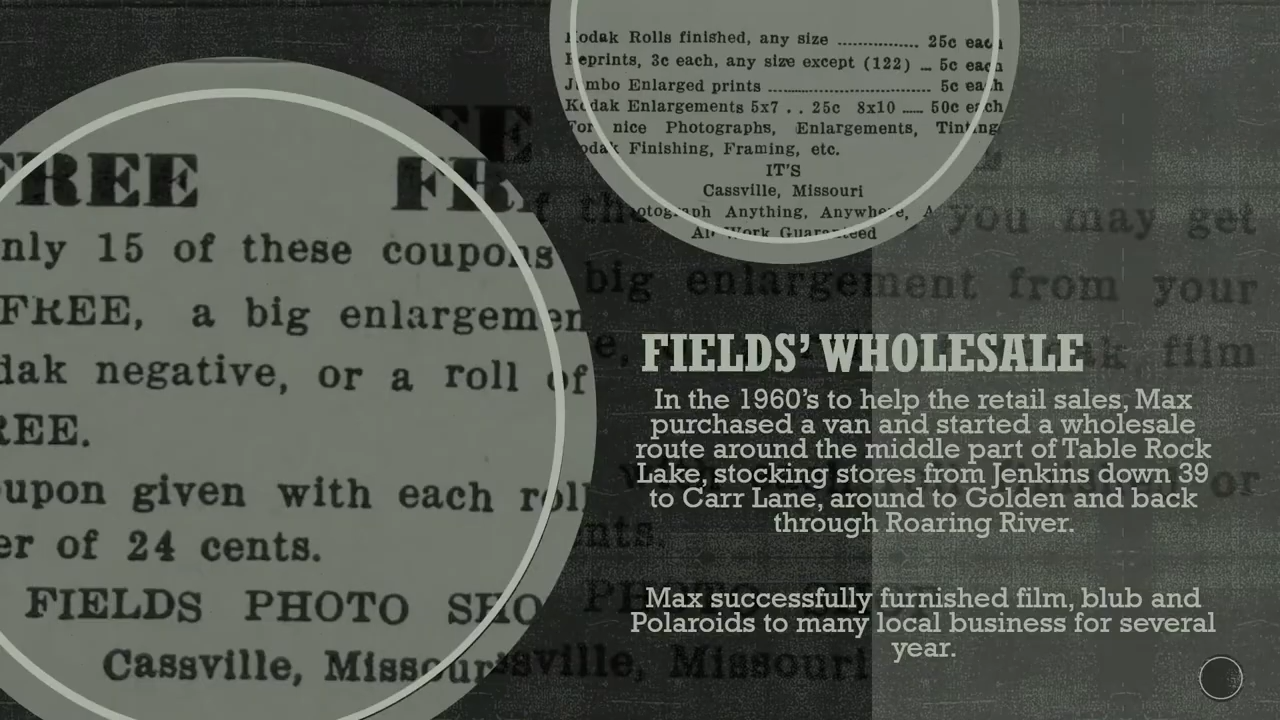 Kodak Rolls finished, any size .................. 25c each
Reprints, 3c each, any size except (122) ... 5c each
Jumbo Enlarged prints ............................ 5c each
Kodak Enlargements 5x7 . . 25c 8x10 ..... 50c each
For nice Photographs, Enlargements, Tinting
Kodak Finishing, Framing, etc.
IT'S
Cassville, Missouri
Photograph Anything, Anywhere, A
All Work Guaranteed
FREE FR
only 15 of these coupons
FREE, a big enlargemen
dak negative, or a roll of
REE.
oupon given with each roll
er of 24 cents.
FIELDS PHOTO SHO
Cassville, Missouri
you may get
big enlargement from your
film
or
ents.
PHOTO
ssville, Missouri
FIELDS' WHOLESALE
In the 1960's to help the retail sales, Max
purchased a van and started a wholesale
route around the middle part of Table Rock
Lake, stocking stores from Jenkins down 39
to Carr Lane, around to Golden and back
through Roaring River.
Max successfully furnished film, blub and
Polaroids to many local business for several
year.